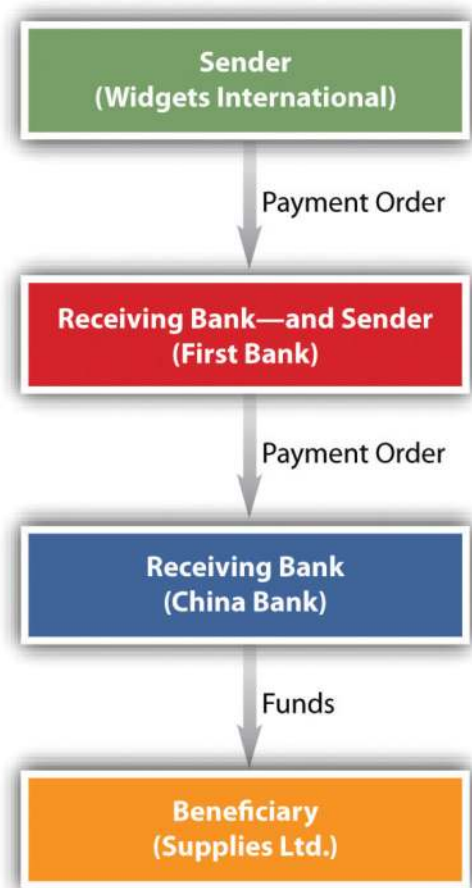 Sender
(Widgets International)
Payment Order
Receiving Bank—and Sender
(First Bank)
Payment Order
Receiving Bank
(China Bank)
Funds
Beneficiary
(Supplies Ltd.)